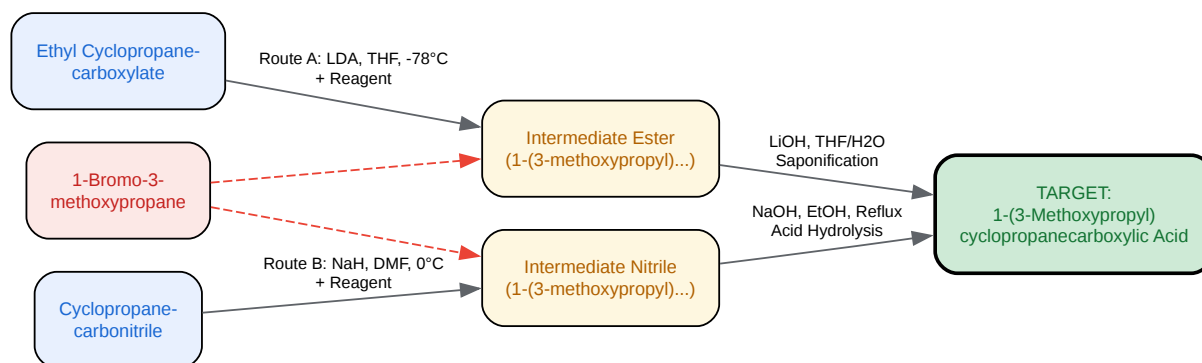 Ethyl Cyclopropane-
carboxylate
Route A: LDA, THF, -78°C
+ Reagent
1-Bromo-3-
methoxypropane
Intermediate Ester
(1-(3-methoxypropyl)...)
LiOH, THF/H2O
Saponification
TARGET:
1-(3-Methoxypropyl)
cyclopropanecarboxylic Acid
NaOH, EtOH, Reflux
Acid Hydrolysis
Route B: NaH, DMF, 0°C
+ Reagent
Intermediate Nitrile
(1-(3-methoxypropyl)...)
Cyclopropane-
carbonitrile